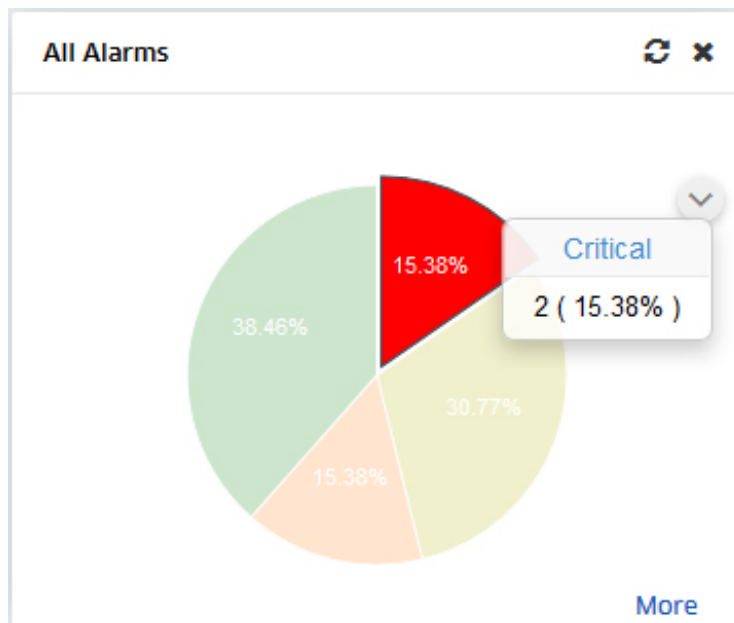 All Alarms
15.38%
Critical
2 ( 15.38% )
38.46%
30.77%
15.38%
More